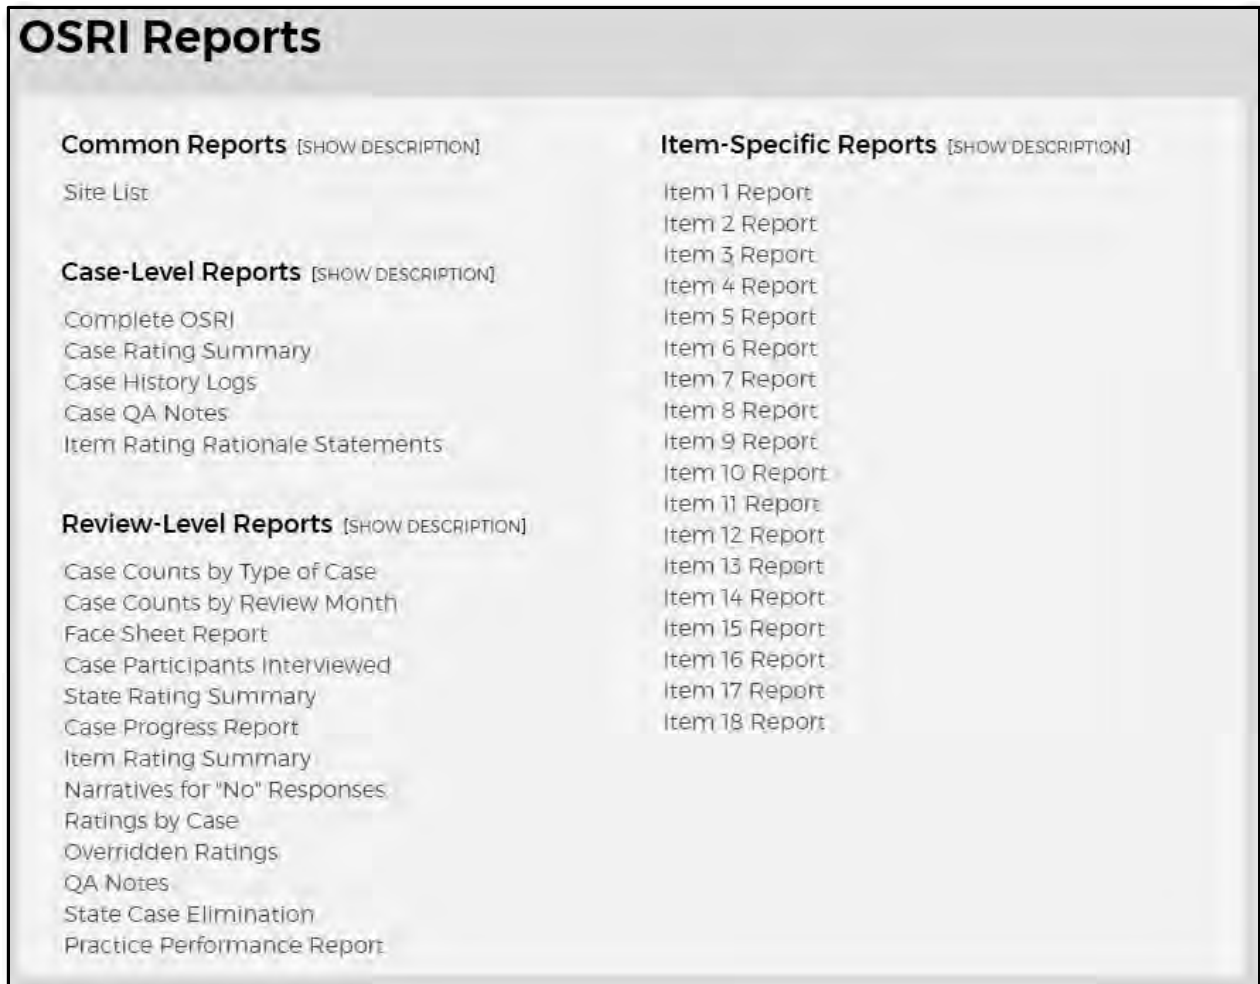 OSRI Reports
Common Reports [SHOW DESCRIPTION]
Site List
Case-Level Reports [SHOW DESCRIPTION]
Complete OSRI
Case Rating Summary
Case History Logs
Case QA Notes
Item Rating Rationale Statements
Review-Level Reports [SHOW DESCRIPTION]
Case Counts by Type of Case
Case Counts by Review Month
Face Sheet Report
Case Participants Interviewed
State Rating Summary
Case Progress Report
Item Rating Summary
Narratives for "No" Responses
Ratings by Case
Overridden Ratings
QA Notes
State Case Elimination
Practice Performance Report
Item-Specific Reports [SHOW DESCRIPTION]
Item 1 Report
Item 2 Report
Item 3 Report
Item 4 Report
Item 5 Report
Item 6 Report
Item 7 Report
Item 8 Report
Item 9 Report
Item 10 Report
Item 11 Report
Item 12 Report
Item 13 Report
Item 14 Report
Item 15 Report
Item 16 Report
Item 17 Report
Item 18 Report